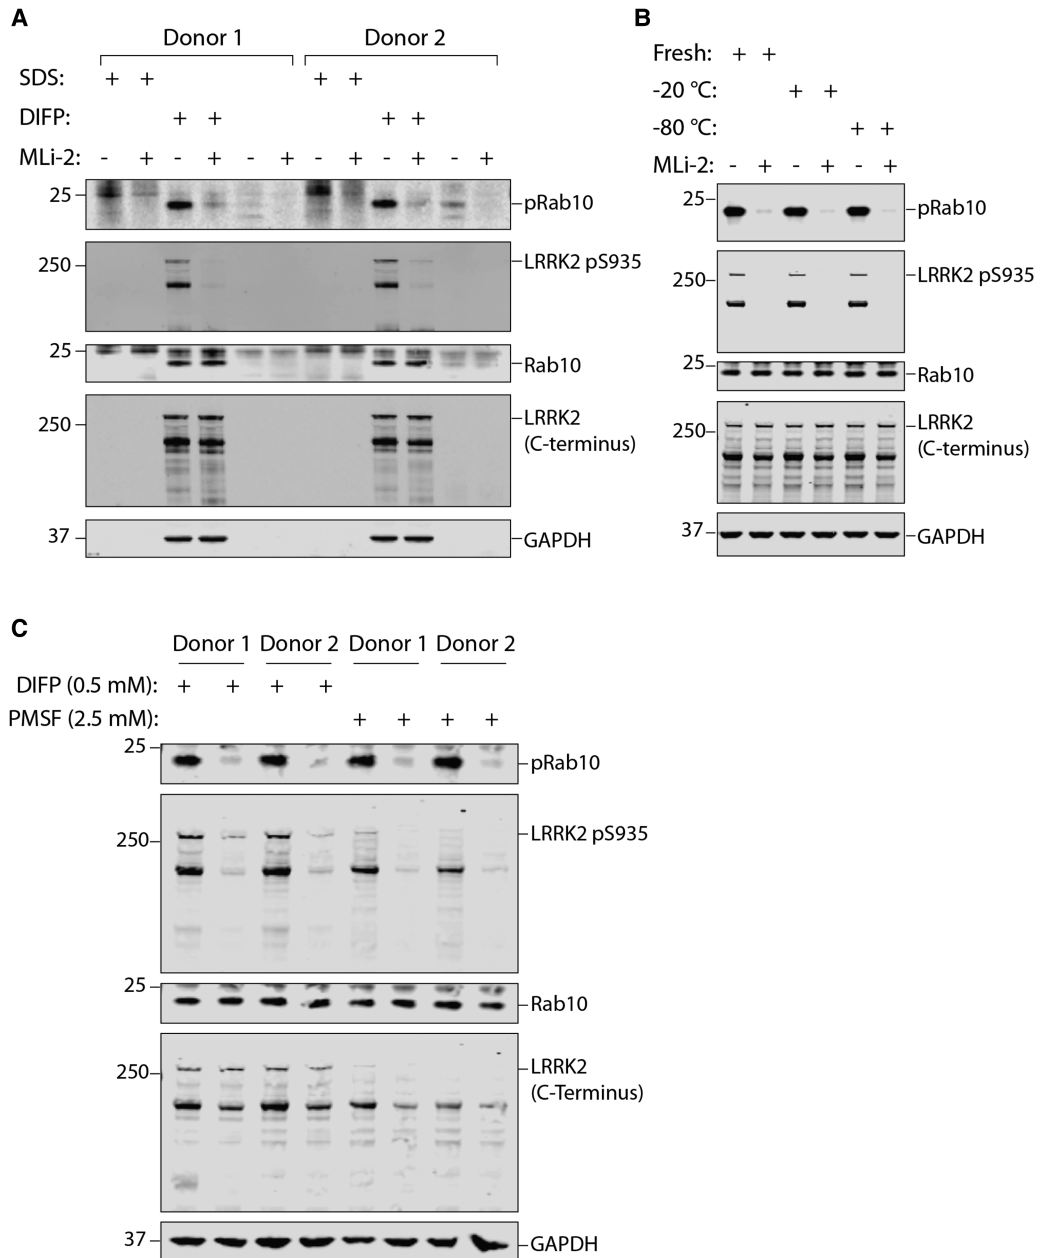 A
Donor 1 Donor 2
SDS: + + + +
DIFP: + + + +
MLi-2: - + - + - + - + - + - +
25 pRab10
250 LRRK2 pS935
25 Rab10
250 LRRK2
(C-terminus)
37 GAPDH
B
Fresh: + +
-20 °C: + +
-80 °C: + +
MLi-2: - + - + - +
25 pRab10
250 LRRK2 pS935
25 Rab10
250 LRRK2
(C-terminus)
37 GAPDH
C
Donor 1 Donor 2 Donor 1 Donor 2
DIFP (0.5 mM): + + + +
PMSF (2.5 mM): + + + +
25 pRab10
250 LRRK2 pS935
25 Rab10
250 LRRK2
(C-Terminus)
37 GAPDH